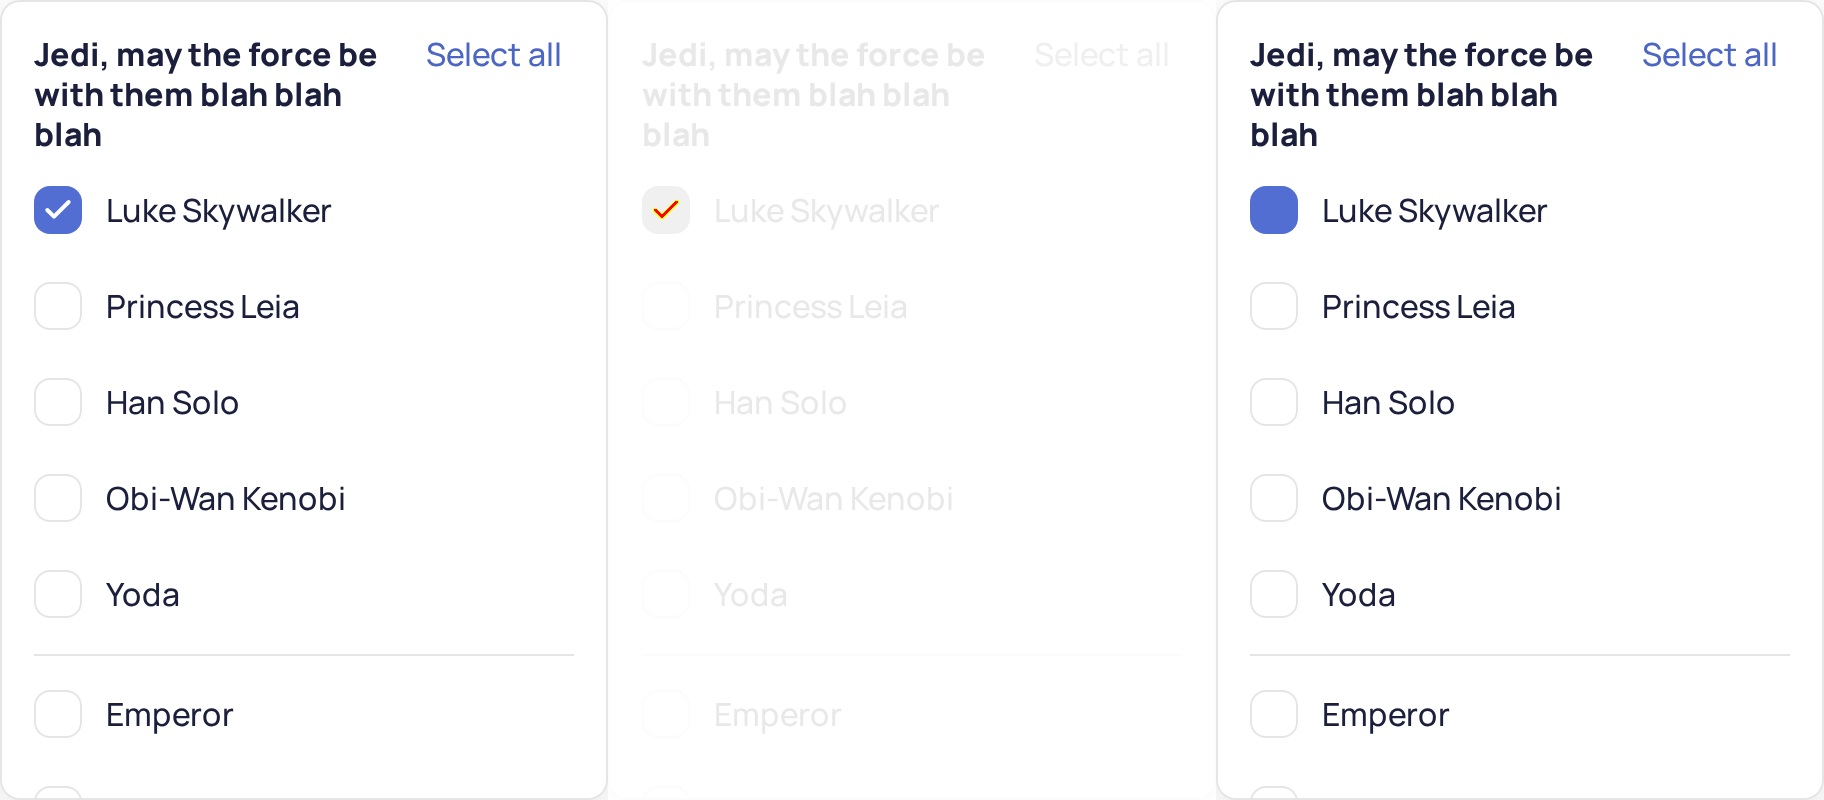 Jedi, may the force be
with them blah blah
blah
Select all
Luke Skywalker
Princess Leia
Han Solo
Obi-Wan Kenobi
Yoda
Emperor
Jedi, may the force be
with them blah blah
blah
Select all
Luke Skywalker
Princess Leia
Han Solo
Obi-Wan Kenobi
Yoda
Emperor
Jedi, may the force be
with them blah blah
blah
Select all
Luke Skywalker
Princess Leia
Han Solo
Obi-Wan Kenobi
Yoda
Emperor